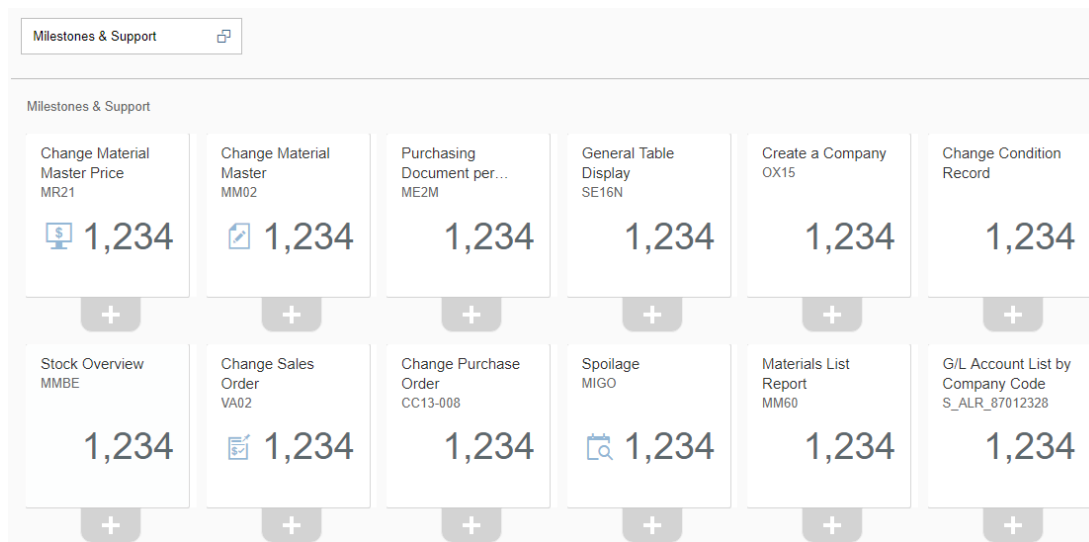 Milestones & Support
Milestones & Support
Change Material
Master Price
MR21
1,234
Change Material
Master
MM02
1,234
Purchasing
Document per...
ME2M
1,234
General Table
Display
SE16N
1,234
Create a Company
OX15
1,234
Change Condition
Record
1,234
Stock Overview
MMBE
1,234
Change Sales
Order
VA02
1,234
Change Purchase
Order
CC13-008
1,234
Spoilage
MIGO
1,234
Materials List
Report
MM60
1,234
G/L Account List by
Company Code
S_ALR_87012328
1,234